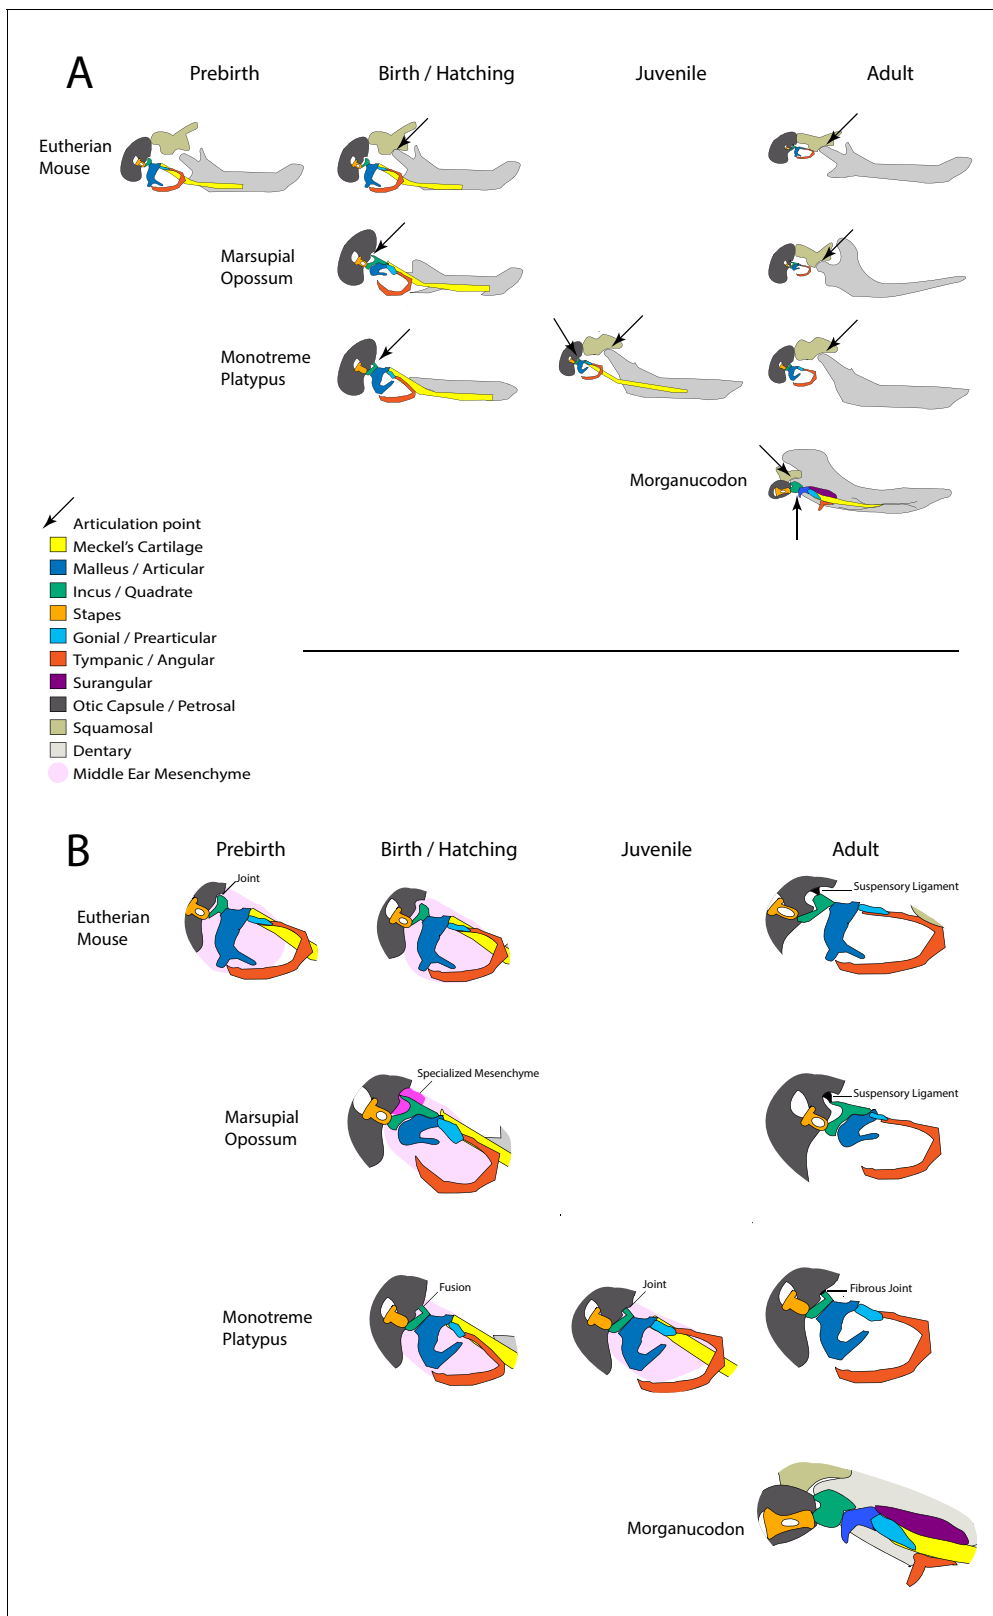 A
Prebirth
Birth / Hatching
Juvenile
Adult
Eutherian
Mouse
Marsupial
Opossum
Monotreme
Platypus
Morganucodon
Articulation point
Meckel's Cartilage
Malleus / Articular
Incus / Quadrate
Stapes
Gonial / Prearticular
Tympanic / Angular
Surangular
Otic Capsule / Petrosal
Squamosal
Dentary
Middle Ear Mesenchyme
B
Prebirth
Birth / Hatching
Juvenile
Adult
Eutherian
Mouse
Joint
Suspensory Ligament
Marsupial
Opossum
Specialized Mesenchyme
Suspensory Ligament
Monotreme
Platypus
Fusion
Joint
Fibrous Joint
Morganucodon